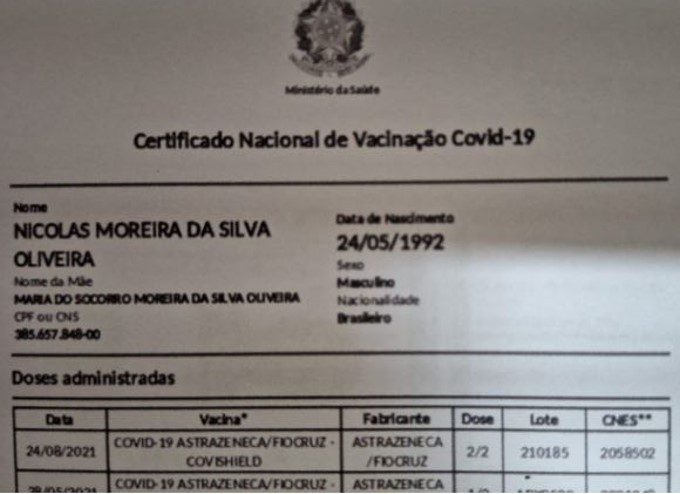 Ministério da Saúde
Certificado Nacional de Vacinação Covid-19
Nome
NICOLAS MOREIRA DA SILVA
OLIVEIRA
Nome da Mãe
MARIA DO SOCORRO MOREIRA DA SILVA OLIVEIRA
CPF ou CNS
385.657.848-00
Data de Nascimento
24/05/1992
Sexo
Masculino
Nacionalidade
Brasileiro
Doses administradas
Data Vacina* Fabricante Dose Lote CNES**
24/08/2021 COVID-19 ASTRAZENECA/FIOCRUZ - COVISHIELD ASTRAZENECA /FIOCRUZ 2/2 210185 2058502
COVID-19 ASTRAZENECA/FIOCRUZ - ASTRAZENECA